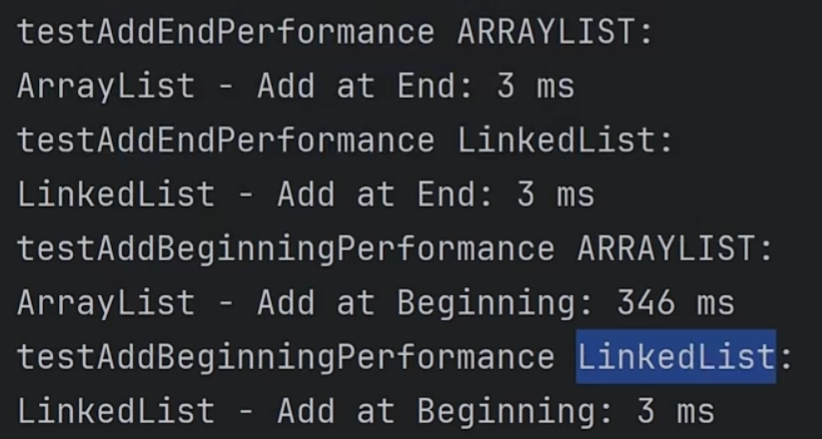 testAddEndPerformance ARRAYLIST:
ArrayList - Add at End: 3 ms
testAddEndPerformance LinkedList:
LinkedList - Add at End: 3 ms
testAddBeginningPerformance ARRAYLIST:
ArrayList - Add at Beginning: 346 ms
testAddBeginningPerformance LinkedList:
LinkedList - Add at Beginning: 3 ms